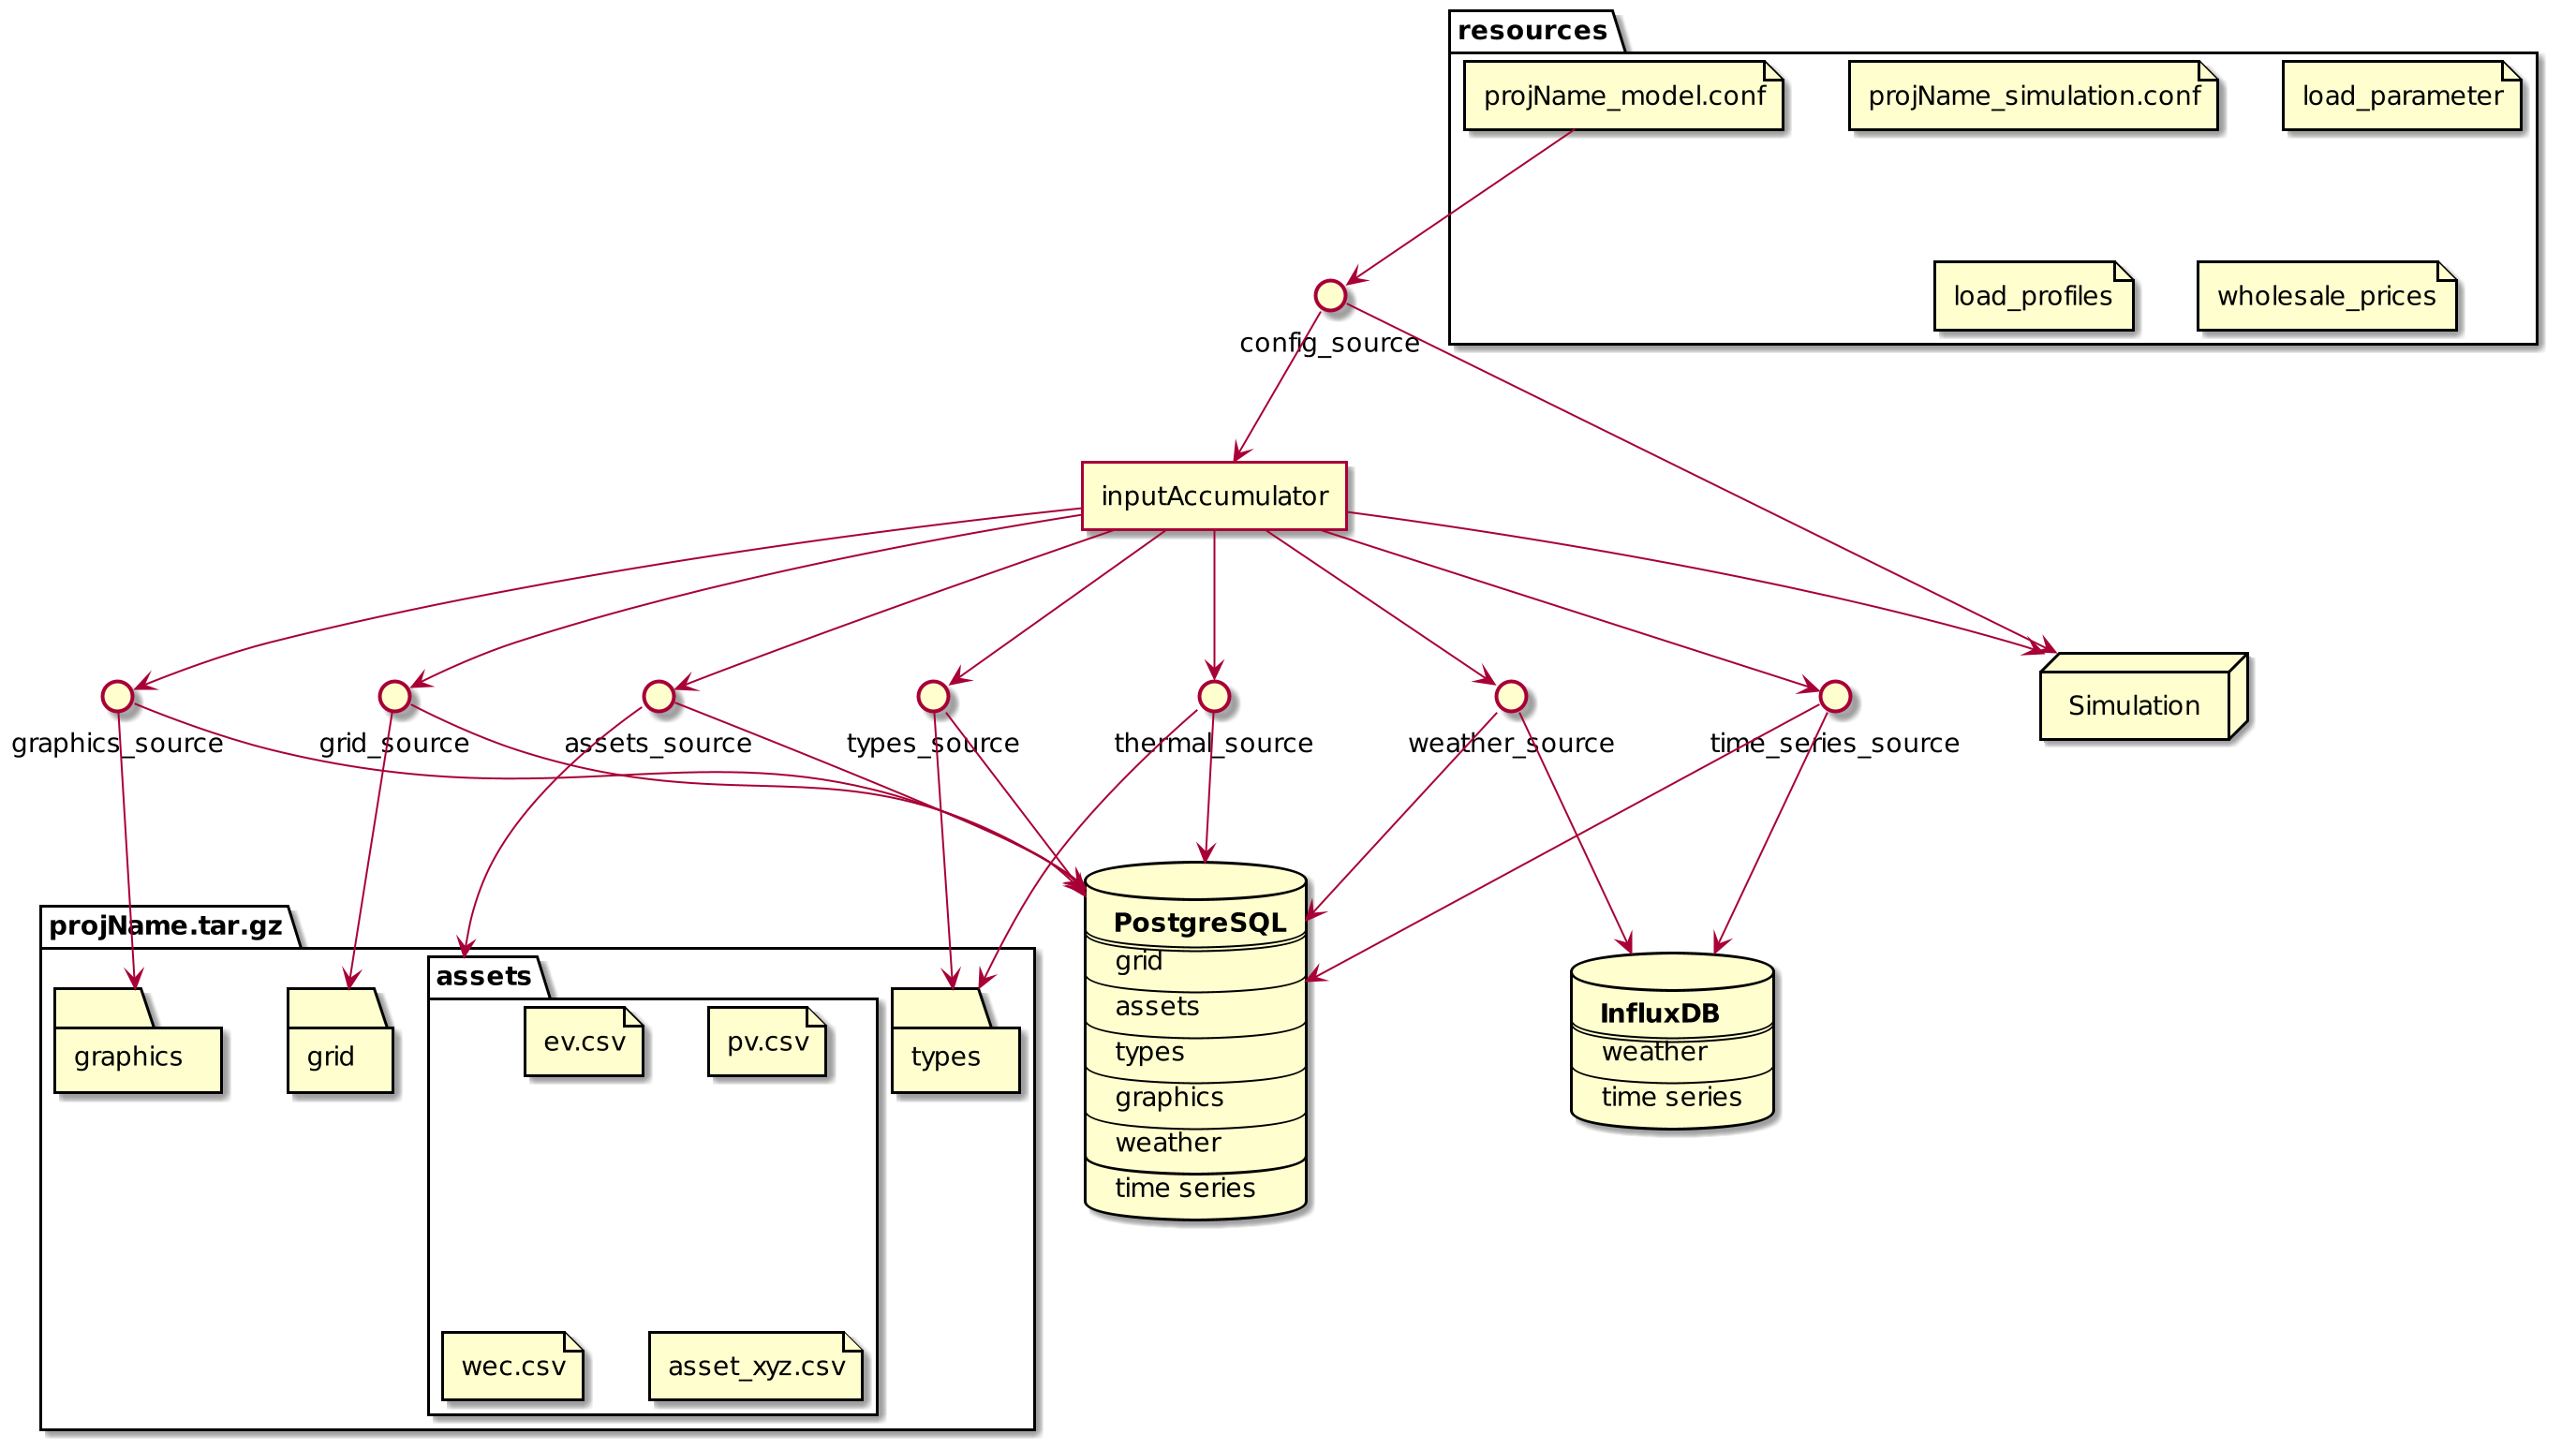 resources
projName_model.conf
projName_simulation.conf
load_parameter
load_profiles
wholesale_prices
config_source
inputAccumulator
Simulation
graphics_source
grid_source
assets_source
types_source
thermal_source
weather_source
time_series_source
projName.tar.gz
graphics
grid
assets
ev.csv
pv.csv
wec.csv
asset_xyz.csv
types
PostgreSQL
grid
assets
types
graphics
weather
time series
InfluxDB
weather
time series